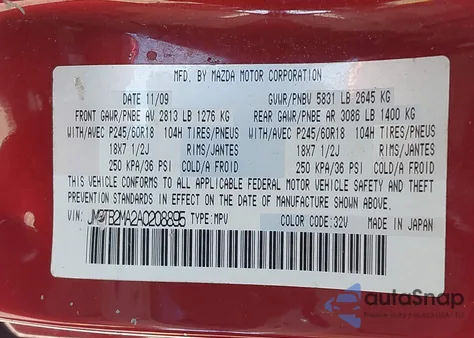 MFD. BY MAZDA MOTOR CORPORATION
DATE 11/09 GVWR/PNBV 5831 LB 2645 KG
FRONT GAWR/PNBE AV 2813 LB 1276 KG REAR GAWR/PNBE AR 3086 LB 1400 KG
WITH/AVEC P245/60R18 104H TIRES/PNEUS WITH/AVEC P245/60R18 104H TIRES/PNEUS
18X7 1/2J RIMS/JANTES 18X7 1/2J RIMS/JANTES
250 KPA/36 PSI COLD/A FROID 250 KPA/36 PSI COLD/A FROID
THIS VEHICLE CONFORMS TO ALL APPLICABLE FEDERAL MOTOR VEHICLE SAFETY AND THEFT
PREVENTION STANDARDS IN EFFECT ON THE DATE OF MANUFACTURE SHOWN ABOVE.
VIN: JM3TB2MA2A0208895 TYPE:MPV COLOR CODE:32V MADE IN JAPAN
autoSnap